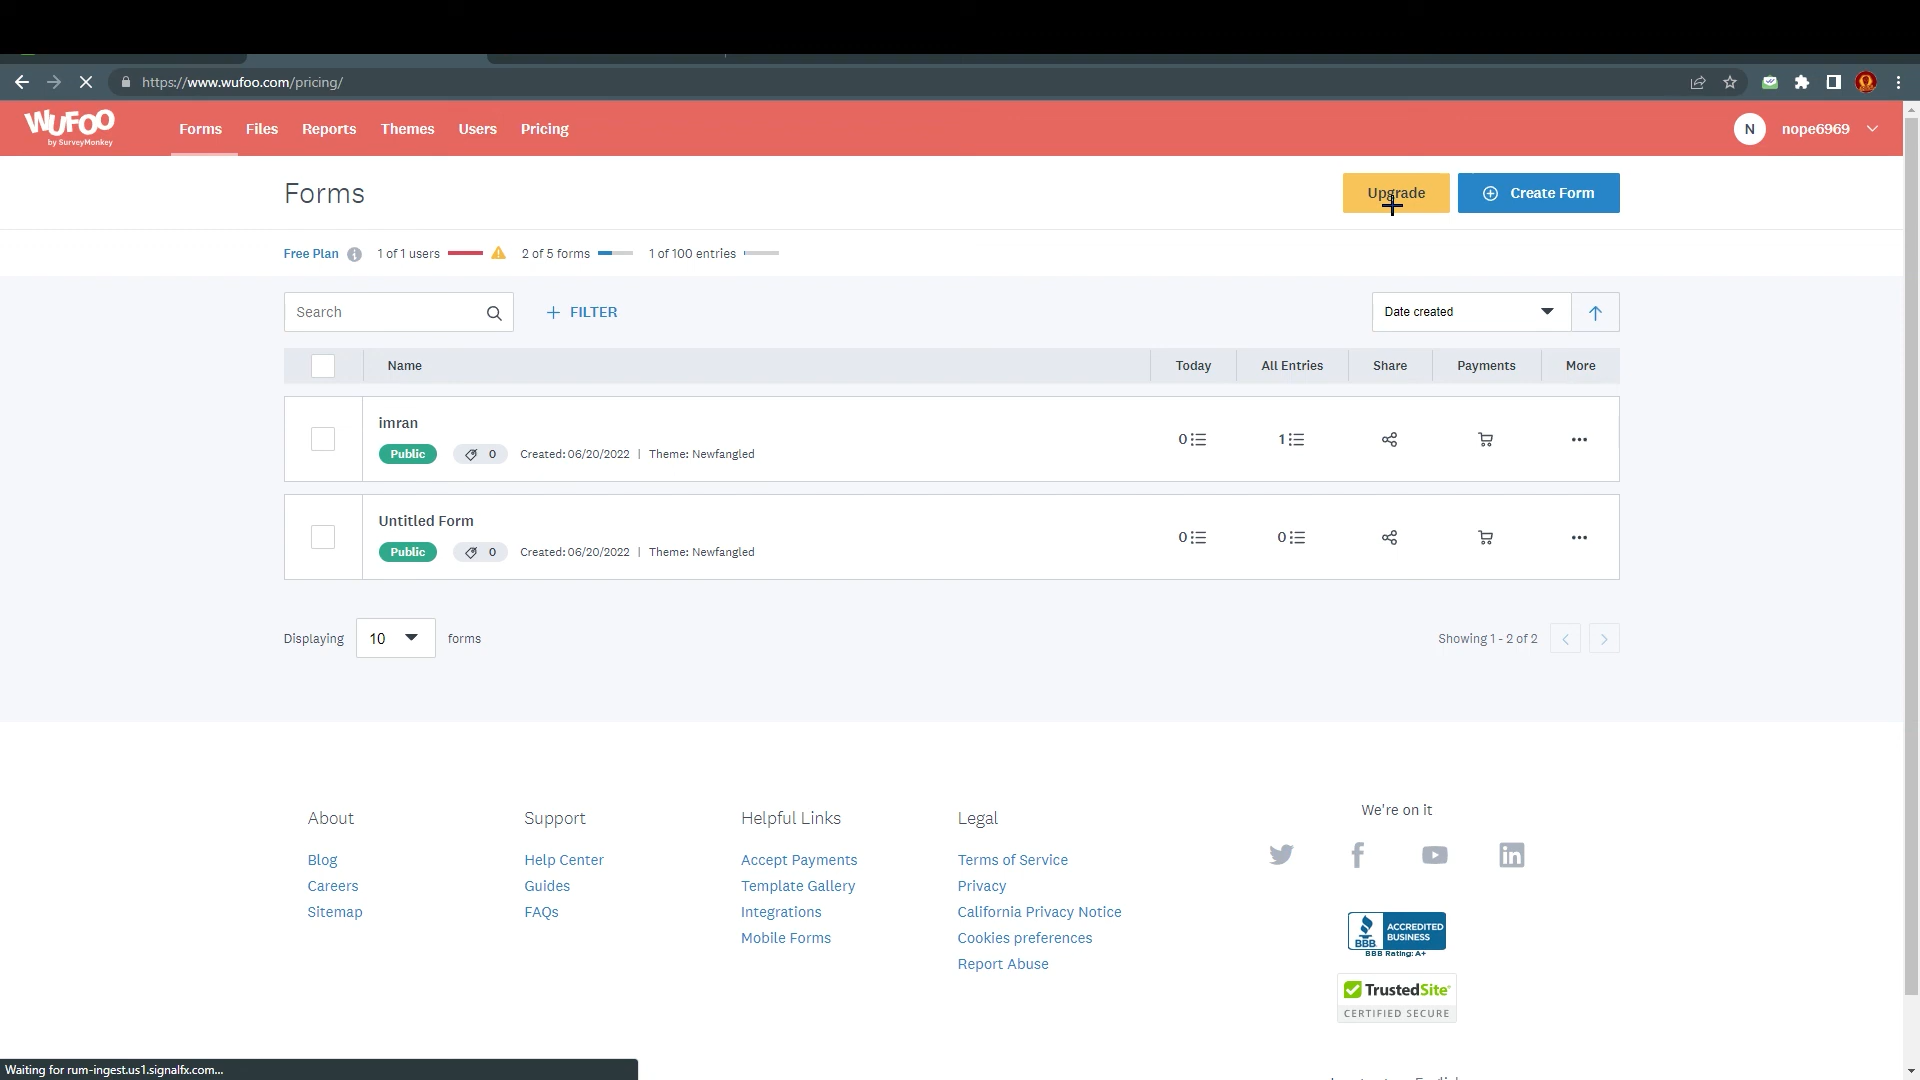 https://www.wufoo.com/pricing/
WUFOO
by SurveyMonkey
Forms Files Reports Themes Users Pricing
N nope6969
Forms
Upgrade
Create Form
Free Plan i 1 of 1 users 2 of 5 forms 1 of 100 entries
Search
+ FILTER
Date created
Name Today All Entries Share Payments More
imran
Public 0 Created: 06/20/2022 | Theme: Newfangled
0 1
Untitled Form
Public 0 Created: 06/20/2022 | Theme: Newfangled
0 0
Displaying 10 forms
Showing 1 - 2 of 2
About
Blog
Careers
Sitemap
Support
Help Center
Guides
FAQs
Helpful Links
Accept Payments
Template Gallery
Integrations
Mobile Forms
Legal
Terms of Service
Privacy
California Privacy Notice
Cookies preferences
Report Abuse
We're on it
BBB ACCREDITED BUSINESS
BBB Rating: A+
TrustedSite
CERTIFIED SECURE
Waiting for rum-ingest.us1.signalfx.com...